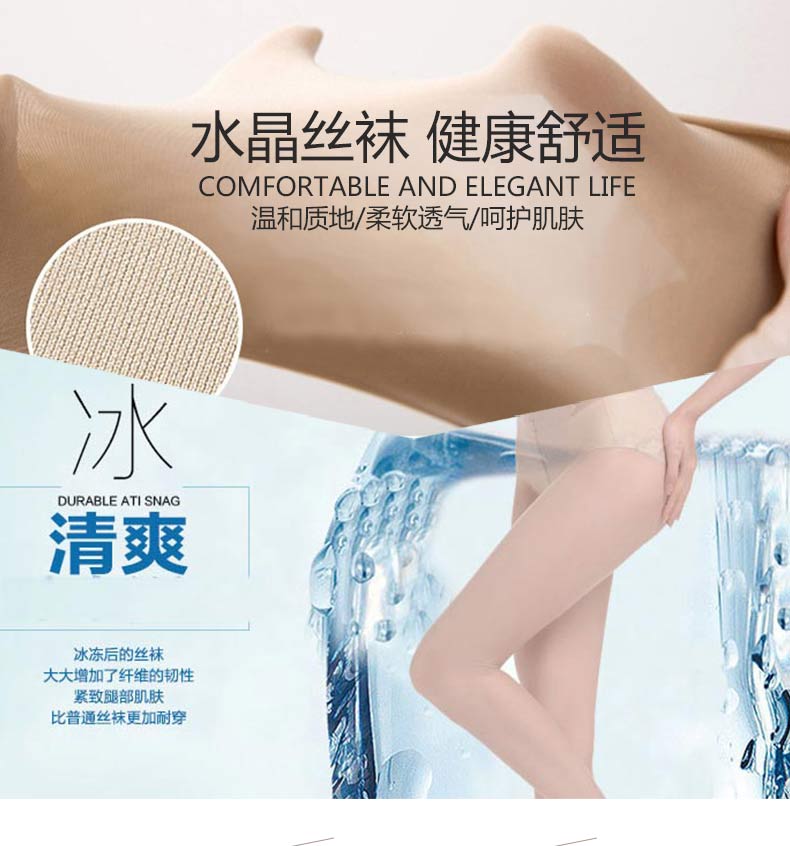 水晶丝袜 健康舒适
COMFORTABLE AND ELEGANT LIFE
温和质地/柔软透气/呵护肌肤
冰
DURABLE ATI SNAG
清爽
冰冻后的丝袜
大大增加了纤维的韧性
紧致腿部肌肤
比普通丝袜更加耐穿